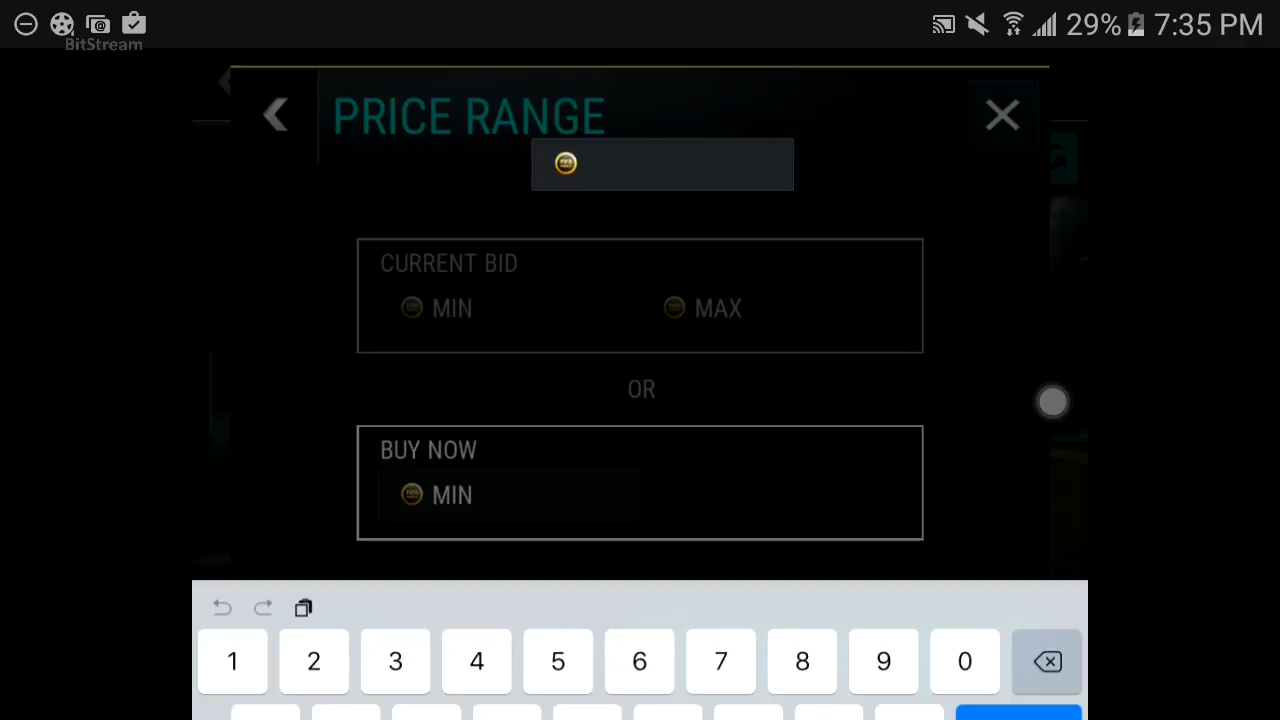 29% 7:35 PM
BitStream
PRICE RANGE
CURRENT BID
MIN MAX
OR
BUY NOW
MIN
1 2 3 4 5 6 7 8 9 0